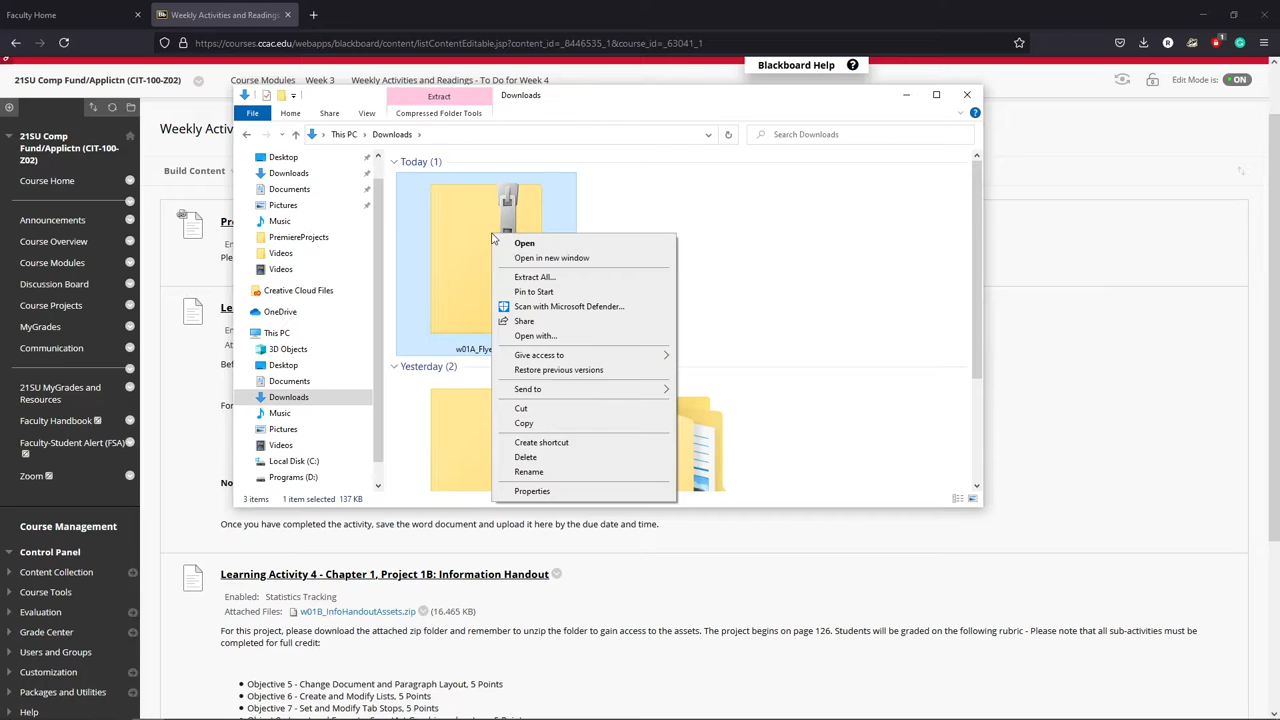 Faculty Home
Weekly Activities and Readings
https://courses.ccac.edu/webapps/blackboard/content/listContentEditable.jsp?content_id=_8446535_1&course_id=_63041_1
21SU Comp Fund/Applictn (CIT-100-Z02)
Course Modules
Week 3
Weekly Activities and Readings - To Do for Week 4
Blackboard Help
Edit Mode is:
ON
21SU Comp
Fund/Applictn (CIT-100-
Z02)
Course Home
Announcements
Course Overview
Course Modules
Discussion Board
Course Projects
MyGrades
Communication
21SU MyGrades and
Resources
Faculty Handbook
Faculty-Student Alert (FSA)
Zoom
Course Management
Control Panel
Content Collection
Course Tools
Evaluation
Grade Center
Users and Groups
Customization
Packages and Utilities
Help
Weekly Activ
Build Content
Extract
Downloads
File
Home
Share
View
Compressed Folder Tools
This PC
Downloads
Search Downloads
Desktop
Downloads
Documents
Pictures
Music
PremiereProjects
Videos
Videos
Creative Cloud Files
OneDrive
This PC
3D Objects
Desktop
Documents
Downloads
Music
Pictures
Videos
Local Disk (C:)
Programs (D:)
Today (1)
w01A_Flye
Yesterday (2)
3 items
1 item selected 137 KB
Open
Open in new window
Extract All...
Pin to Start
Scan with Microsoft Defender...
Share
Open with...
Give access to
Restore previous versions
Send to
Cut
Copy
Create shortcut
Delete
Rename
Properties
Once you have completed the activity, save the word document and upload it here by the due date and time.
Learning Activity 4 - Chapter 1, Project 1B: Information Handout
Enabled: Statistics Tracking
Attached Files: w01B_InfoHandoutAssets.zip (16.465 KB)
For this project, please download the attached zip folder and remember to unzip the folder to gain access to the assets. The project begins on page 126. Students will be graded on the following rubric - Please note that all sub-activities must be
completed for full credit:
Objective 5 - Change Document and Paragraph Layout, 5 Points
Objective 6 - Create and Modify Lists, 5 Points
Objective 7 - Set and Modify Tab Stops, 5 Points